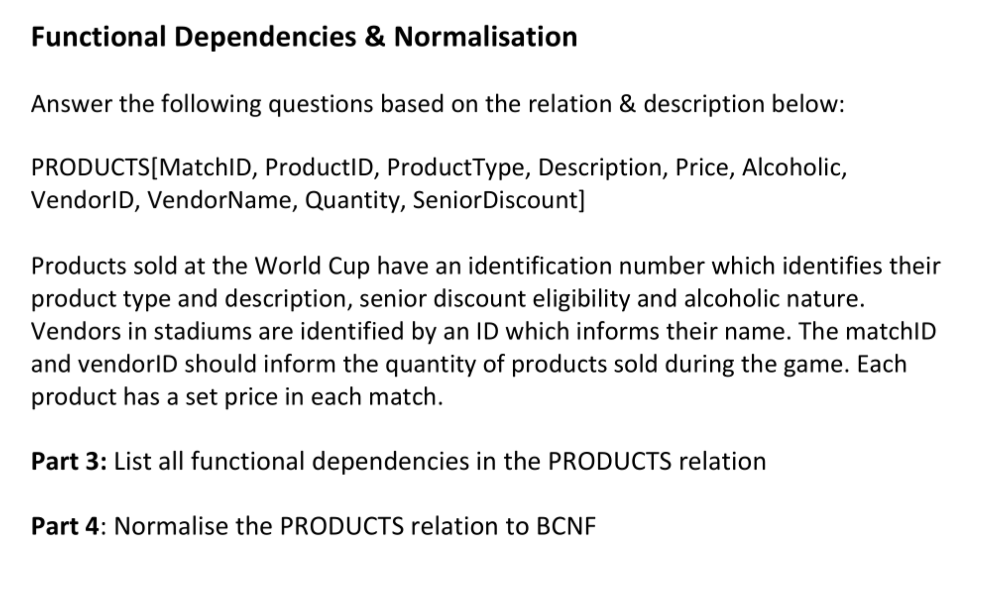 Functional Dependencies & Normalisation
Answer the following questions based on the relation & description below:
PRODUCTS[MatchID, ProductID, ProductType, Description, Price, Alcoholic,
VendorID, VendorName, Quantity, SeniorDiscount]
Products sold at the World Cup have an identification number which identifies their
product type and description, senior discount eligibility and alcoholic nature.
Vendors in stadiums are identified by an ID which informs their name. The matchID
and vendorID should inform the quantity of products sold during the game. Each
product has a set price in each match.
Part 3: List all functional dependencies in the PRODUCTS relation
Part 4: Normalise the PRODUCTS relation to BCNF